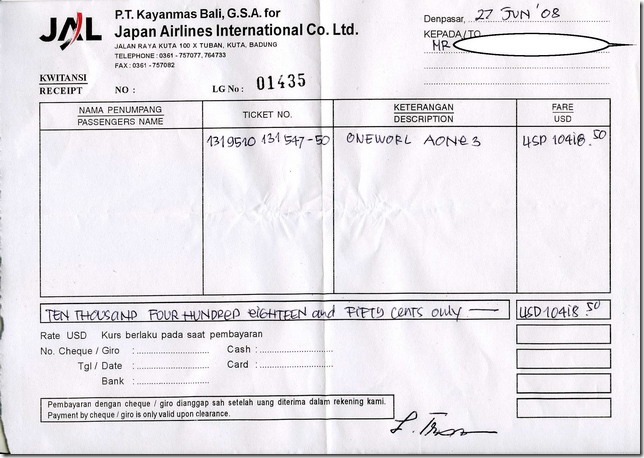 JAL
P.T. Kayanmas Bali, G.S.A. for
Japan Airlines International Co. Ltd.
JALAN RAYA KUTA 100 X TUBAN, KUTA, BADUNG
TELEPHONE : 0361 - 757077, 764733
FAX : 0361 - 757082
Denpasar, 27 JUN '08
KEPADA/TO
MR
KWITANSI
RECEIPT NO : LG No : 01435
NAMA PENUMPANG TICKET NO. KETERANGAN FARE
PASSENGERS NAME DESCRIPTION USD
1319510 131 547-50 ONEWORL AONE3 USD 10418.50
TEN THOUSAND FOUR HUNDRED EIGHTEEN and FIFTY CENTS ONLY USD 10418.50
Rate USD Kurs berlaku pada saat pembayaran
No. Cheque / Giro : Cash :
Tgl / Date : Card :
Bank :
Pembayaran dengan cheque / giro dianggap sah setelah uang diterima dalam rekening kami.
Payment by cheque / giro is only valid upon clearance.